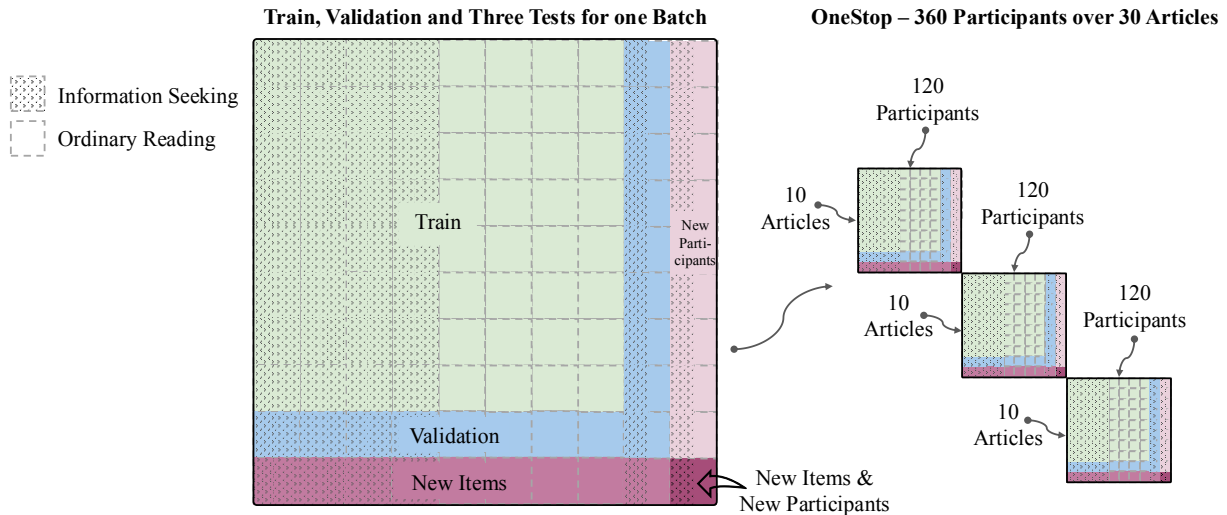 Train, Validation and Three Tests for one Batch
OneStop – 360 Participants over 30 Articles
Information Seeking
Ordinary Reading
Train
New
Parti-
cipants
Validation
New Items
New Items &
New Participants
120
Participants
10
Articles
120
Participants
10
Articles
120
Participants
10
Articles